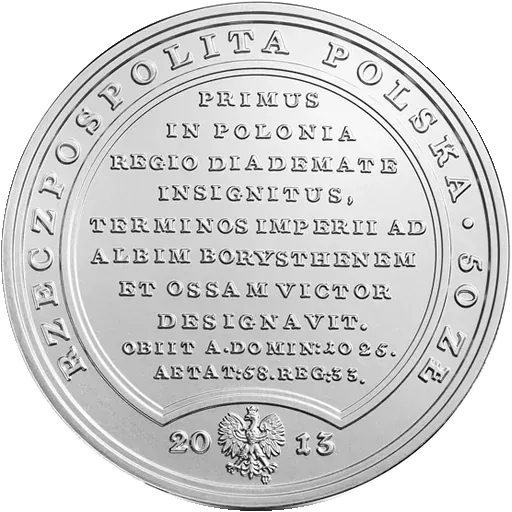 RZECZPOSPOLITA POLSKA · 50 ZŁ
PRIMUS
IN POLONIA
REGIO DIADEMATE
INSIGNITUS,
TERMINOS IMPERII AD
ALBIM BORYSTHENEM
ET OSSAM VICTOR
DESIGNAVIT.
OBIIT A.DOMIN:1025.
AETAT:58.REG:33.
20 13